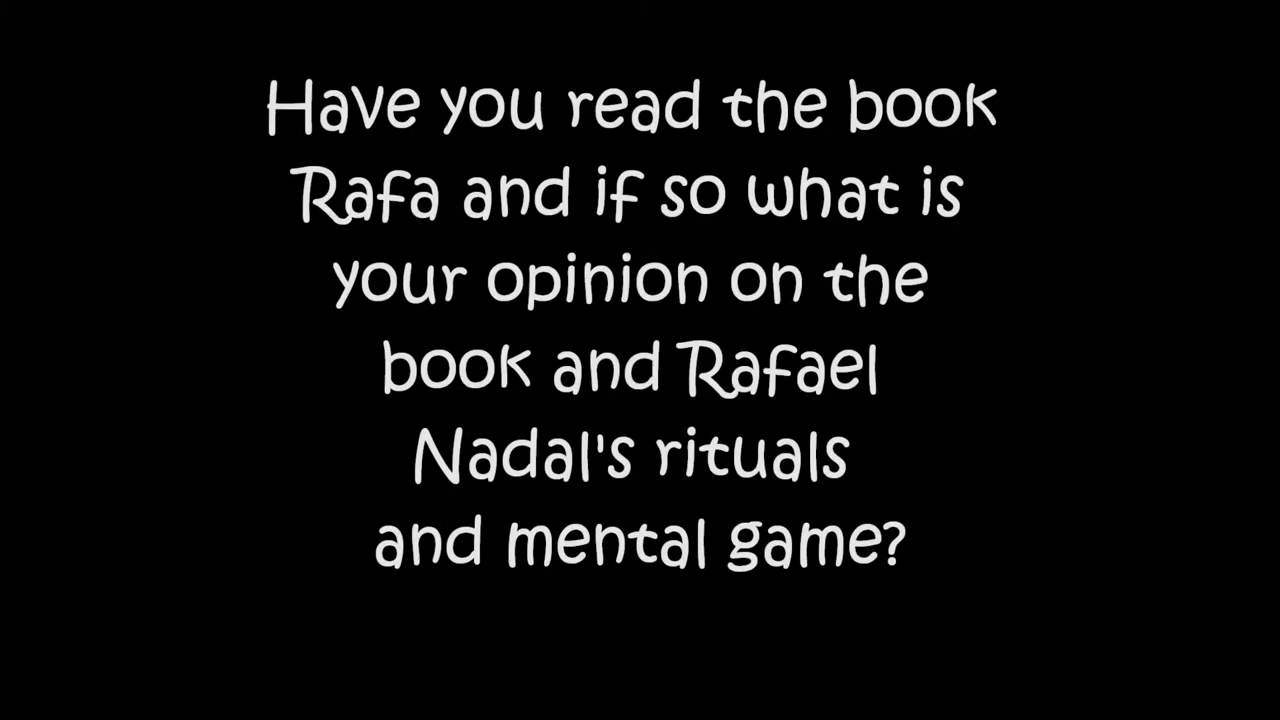 Have you read the book
Rafa and if so what is
your opinion on the
book and Rafael
Nadal's rituals
and mental game?